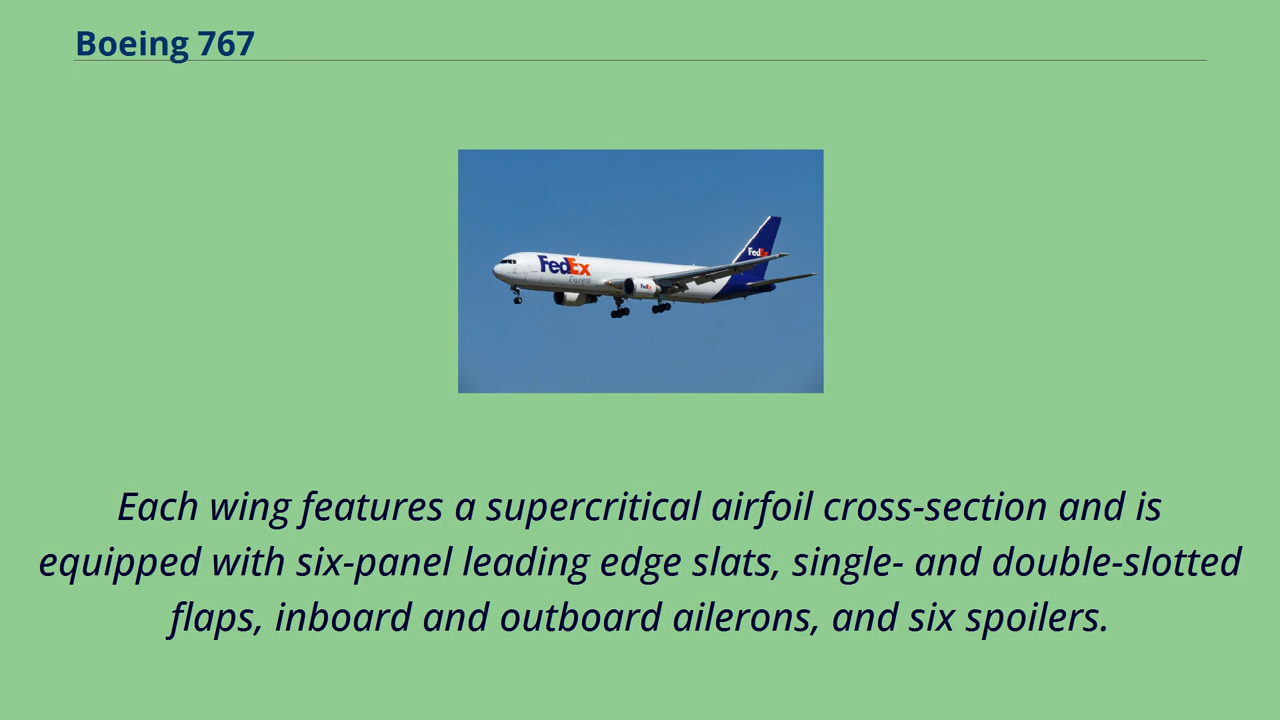 Boeing 767
FedEx
Express
FedEx
FedEx
Each wing features a supercritical airfoil cross-section and is
equipped with six-panel leading edge slats, single- and double-slotted
flaps, inboard and outboard ailerons, and six spoilers.